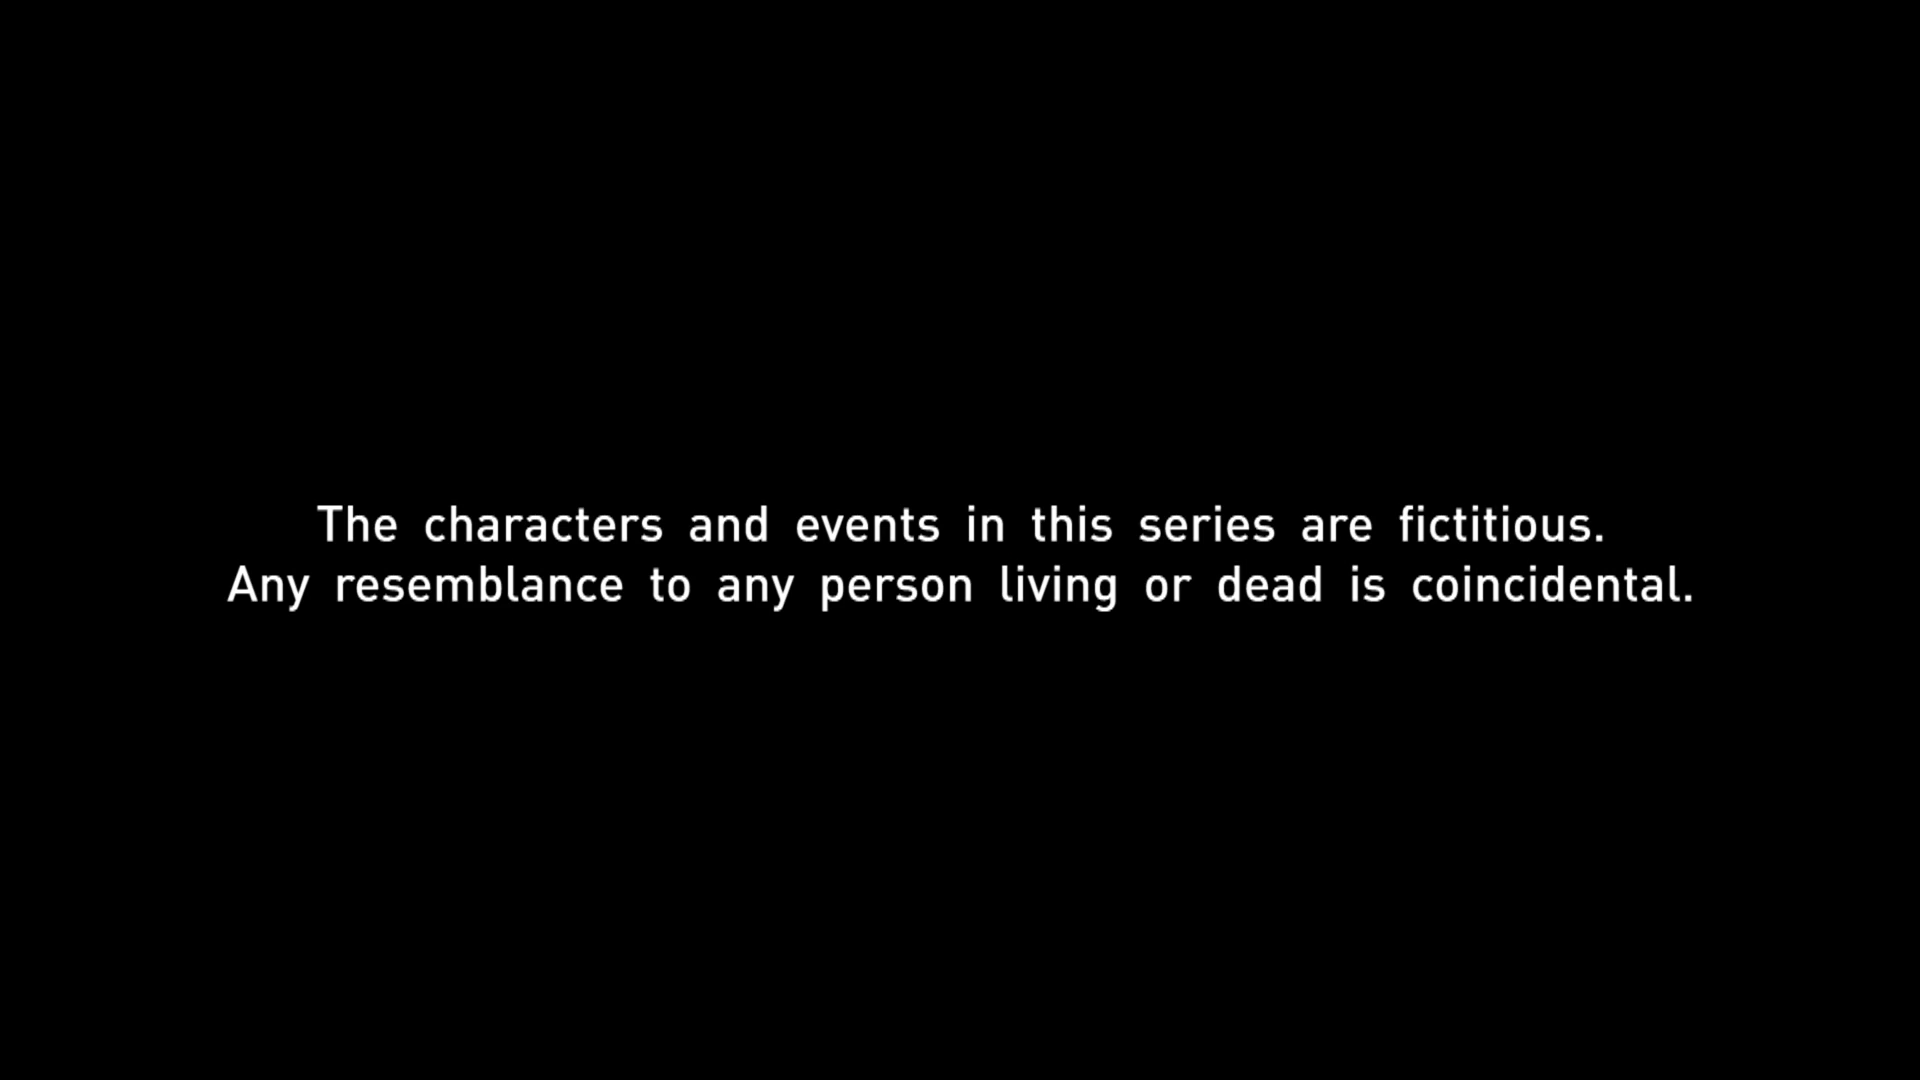 The characters and events in this series are fictitious.
Any resemblance to any person living or dead is coincidental.